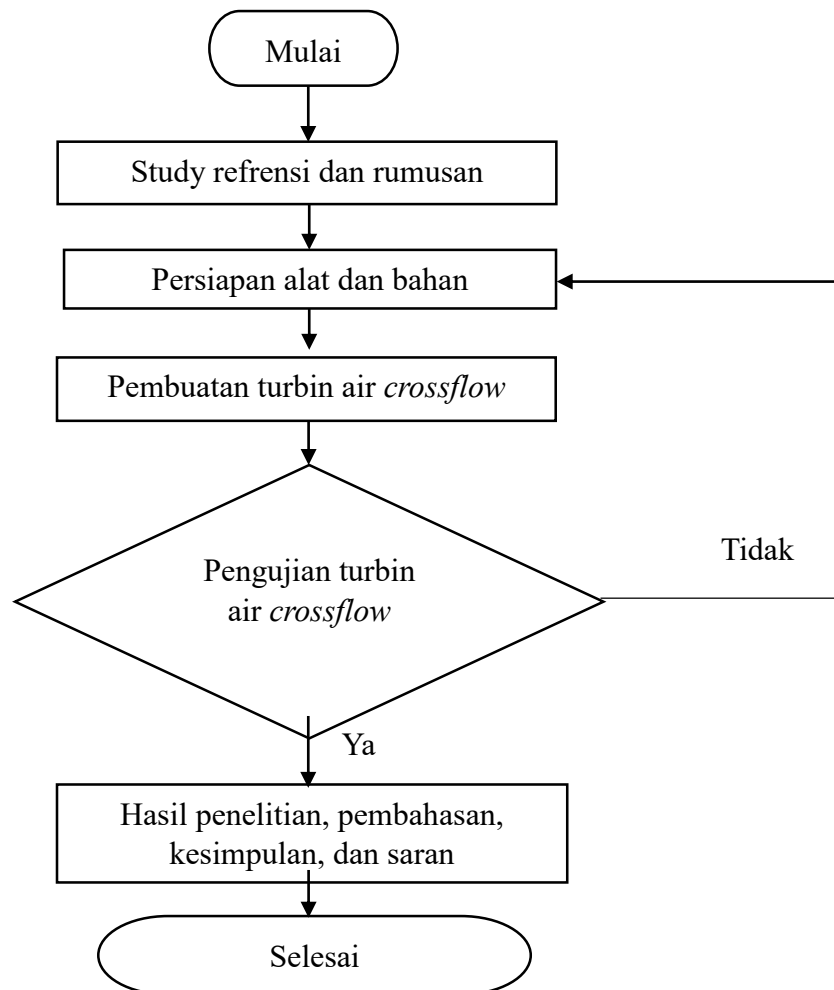 Mulai
Study refrensi dan rumusan
Persiapan alat dan bahan
Pembuatan turbin air crossflow
Pengujian turbin
air crossflow
Tidak
Ya
Hasil penelitian, pembahasan,
kesimpulan, dan saran
Selesai